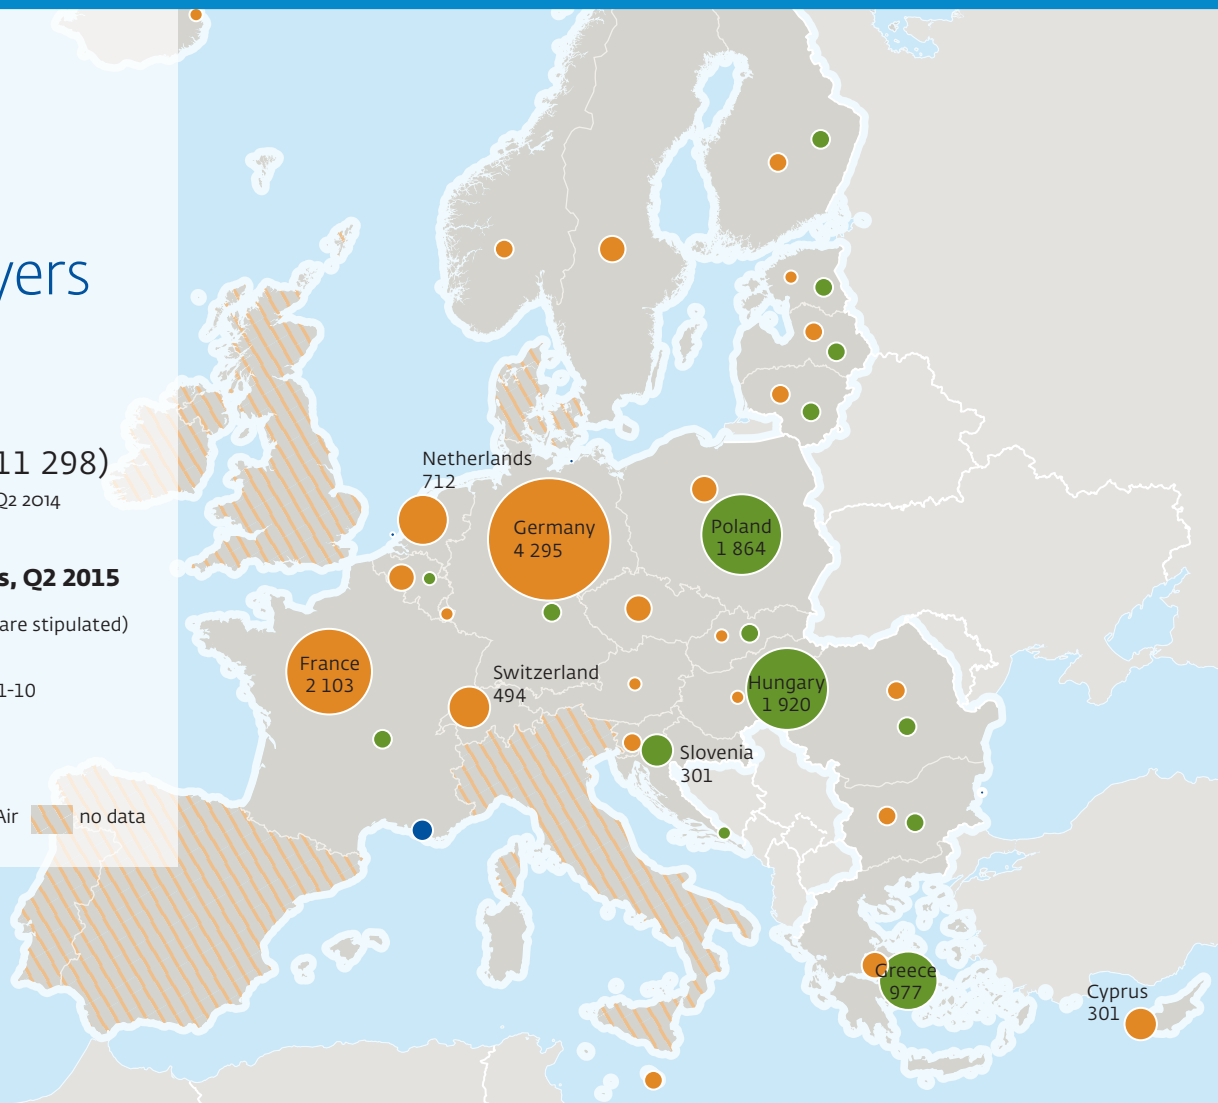 yers
11 298)
Q2 2014
s, Q2 2015
are stipulated)
1-10
Air
no data
Netherlands
712
Germany
4 295
Poland
1 864
France
2 103
Switzerland
494
Hungary
1 920
Slovenia
301
Greece
977
Cyprus
301